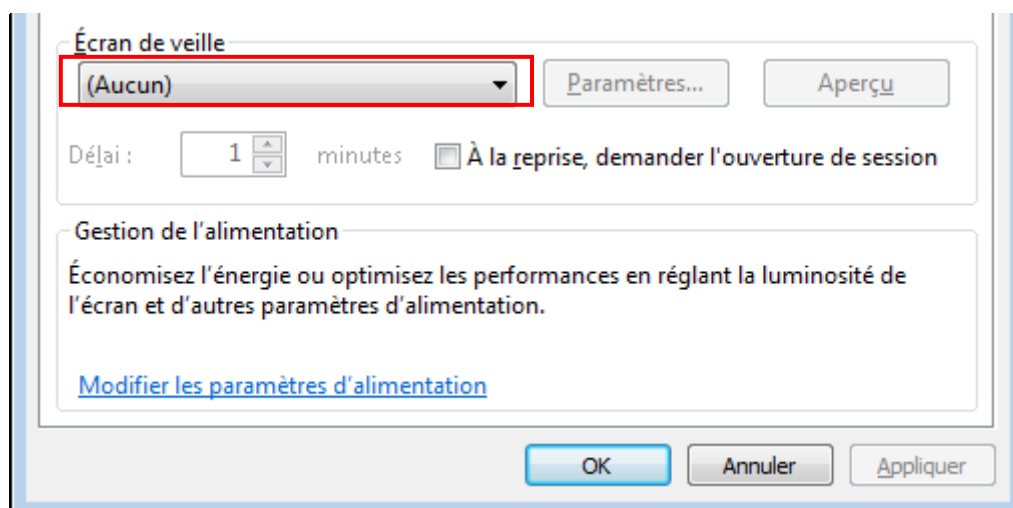 Écran de veille
(Aucun) Paramètres... Aperçu
Délai : 1 minutes À la reprise, demander l'ouverture de session
Gestion de l'alimentation
Économisez l'énergie ou optimisez les performances en réglant la luminosité de
l'écran et d'autres paramètres d'alimentation.
Modifier les paramètres d'alimentation
OK Annuler Appliquer